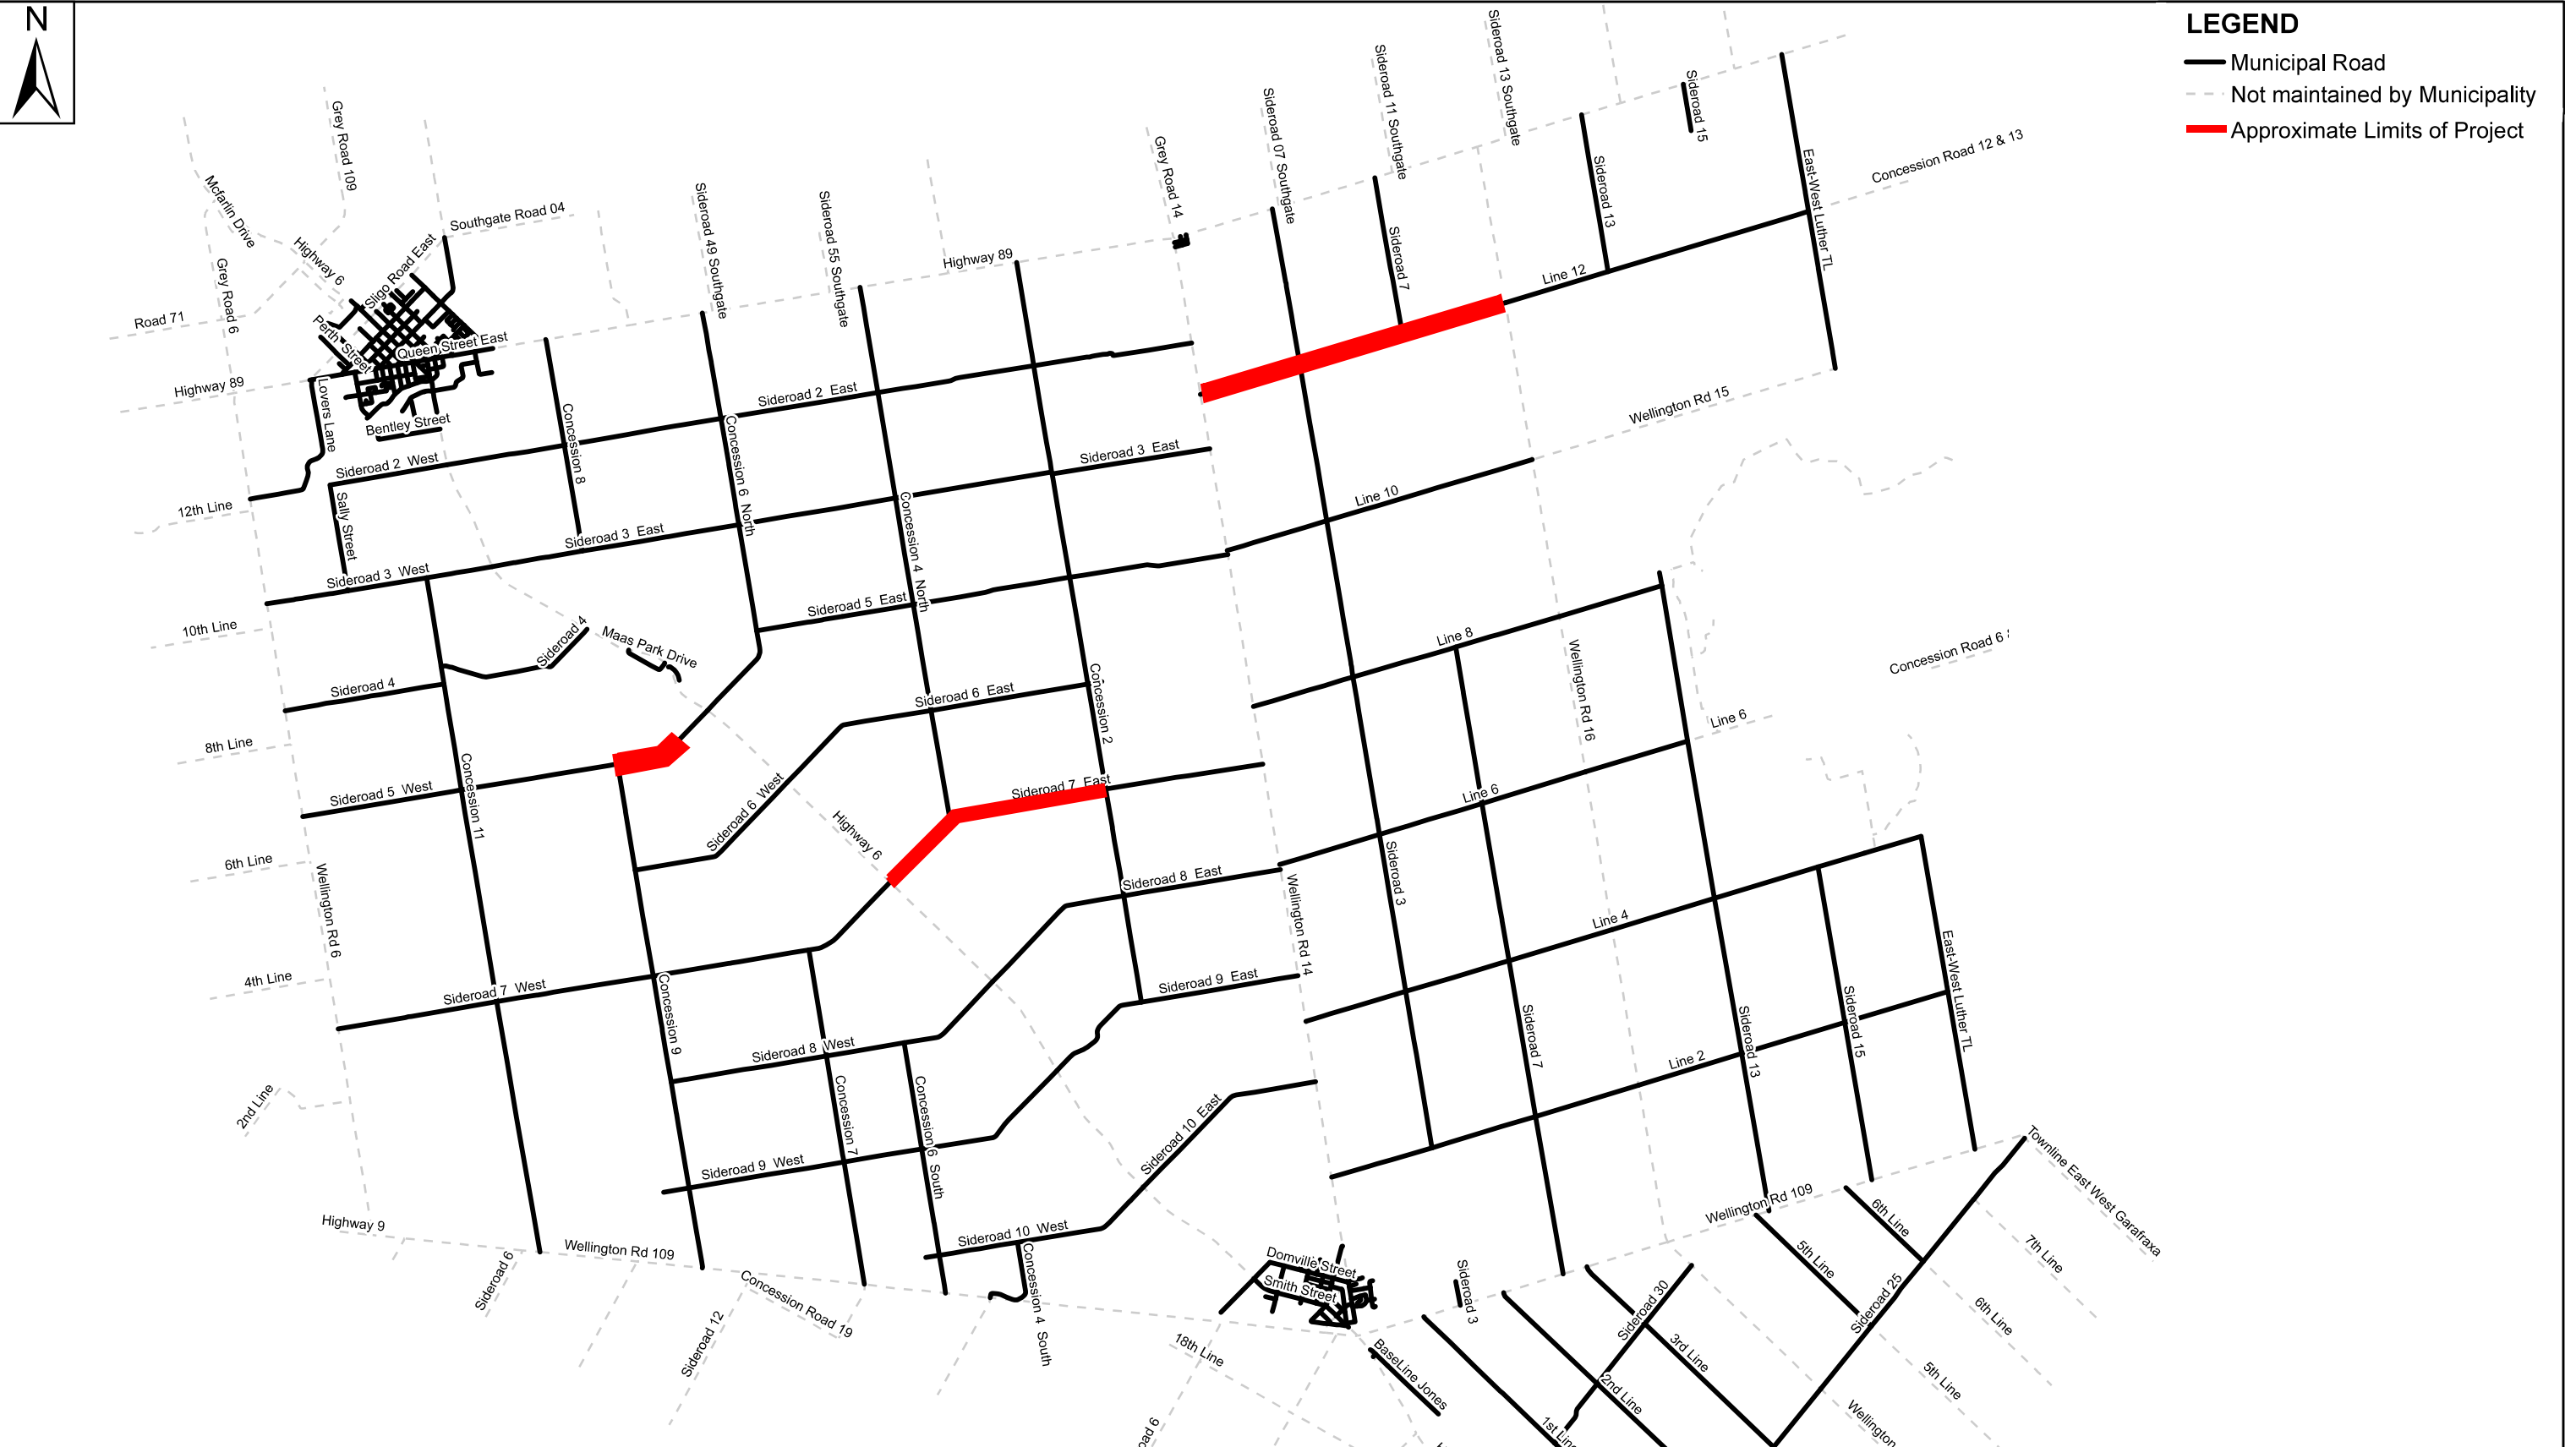 N
LEGEND
Municipal Road
Not maintained by Municipality
Approximate Limits of Project
Sideroad 13 Southgate
Sideroad 11 Southgate
Sideroad 07 Southgate
Sideroad 15
Grey Road 109
Grey Road 14
East-West Luther TL
Concession Road 12 & 13
Sideroad 13
Mcfarlin Drive
Southgate Road 04
Sideroad 49 Southgate
Sideroad 55 Southgate
Highway 6
Sligo Road East
Highway 89
Sideroad 7
Line 12
Grey Road 6
Road 71
Perth Street
Queen Street East
Highway 89
Lovers Lane
Bentley Street
Sideroad 2 East
Wellington Rd 15
Concession 8
Concession 6 North
Sideroad 2 West
Sideroad 3 East
Line 10
12th Line
Sally Street
Concession 4 North
Sideroad 3 East
Sideroad 3 West
Sideroad 5 East
10th Line
Sideroad 4
Maas Park Drive
Line 8
Wellington Rd 16
Concession Road 6
Sideroad 4
Sideroad 6 East
Concession 2
Line 6
8th Line
Concession 11
Sideroad 5 West
Sideroad 6 West
Sideroad 7 East
Line 6
Highway 6
6th Line
Wellington Rd 6
Sideroad 8 East
Sideroad 3
Wellington Rd 14
Line 4
East-West Luther TL
4th Line
Sideroad 7 West
Concession 9
Sideroad 9 East
Sideroad 7
Sideroad 13
Sideroad 15
Sideroad 8 West
Line 2
2nd Line
Concession 7
Concession 6 South
Sideroad 10 East
Sideroad 9 West
Townline East West Garafraxa
Wellington Rd 109
6th Line
Highway 9
Wellington Rd 109
Sideroad 10 West
Sideroad 6
Concession 4 South
Domville Street
Smith Street
Sideroad 3
5th Line
7th Line
Concession Road 19
Sideroad 12
Sideroad 30
Sideroad 25
6th Line
18th Line
BaseLine Jones
3rd Line
5th Line
2nd Line
1st Line
Wellington
oad 6